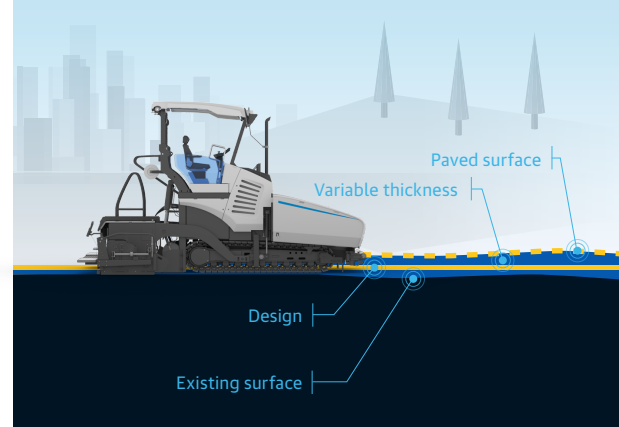 Paved surface
Variable thickness
Design
Existing surface